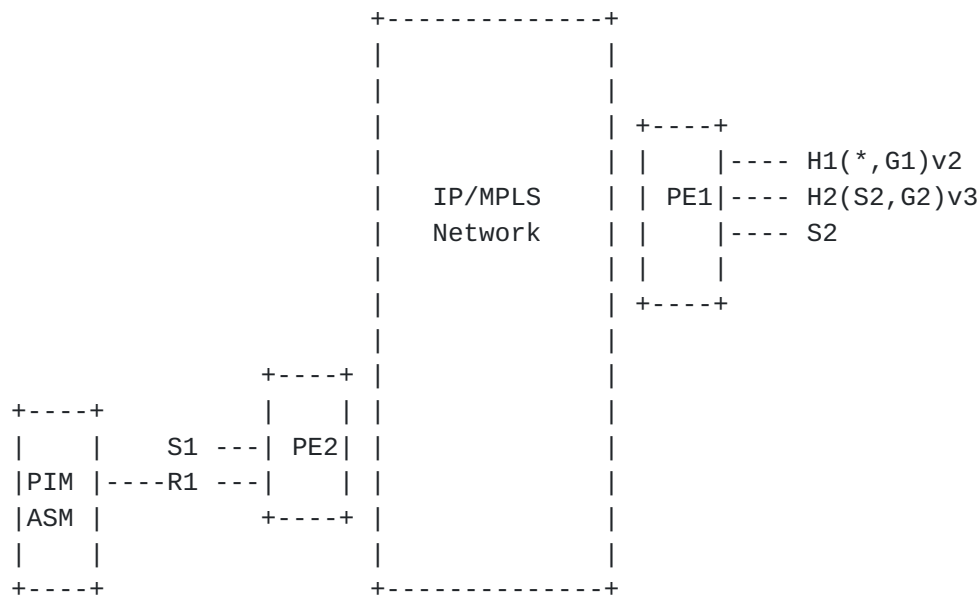 H1(*,G1)v2
IP/MPLS PE1 H2(S2,G2)v3
Network S2
S1 PE2
PIM R1
ASM